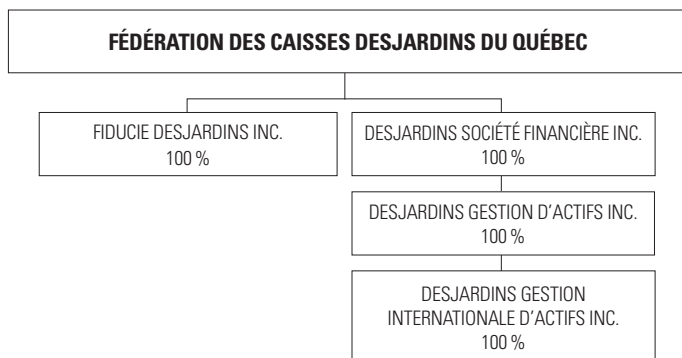 FÉDÉRATION DES CAISSES DESJARDINS DU QUÉBEC
FIDUCIE DESJARDINS INC.
100 %
DESJARDINS SOCIÉTÉ FINANCIÈRE INC.
100 %
DESJARDINS GESTION D’ACTIFS INC.
100 %
DESJARDINS GESTION
INTERNATIONALE D’ACTIFS INC.
100 %